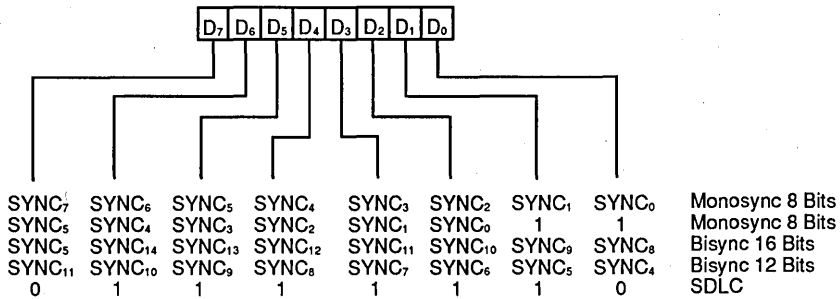 D₇ D₆ D₅ D₄ D₃ D₂ D₁ D₀
SYNC₇ SYNC₆ SYNC₅ SYNC₄ SYNC₃ SYNC₂ SYNC₁ SYNC₀ Monosync 8 Bits
SYNC₅ SYNC₄ SYNC₃ SYNC₂ SYNC₁ SYNC₀ 1 1 Monosync 8 Bits
SYNC₅ SYNC₁₄ SYNC₁₃ SYNC₁₂ SYNC₁₁ SYNC₁₀ SYNC₉ SYNC₈ Bisync 16 Bits
SYNC₁₁ SYNC₁₀ SYNC₉ SYNC₈ SYNC₇ SYNC₆ SYNC₅ SYNC₄ Bisync 12 Bits
0 1 1 1 1 1 1 0 SDLC